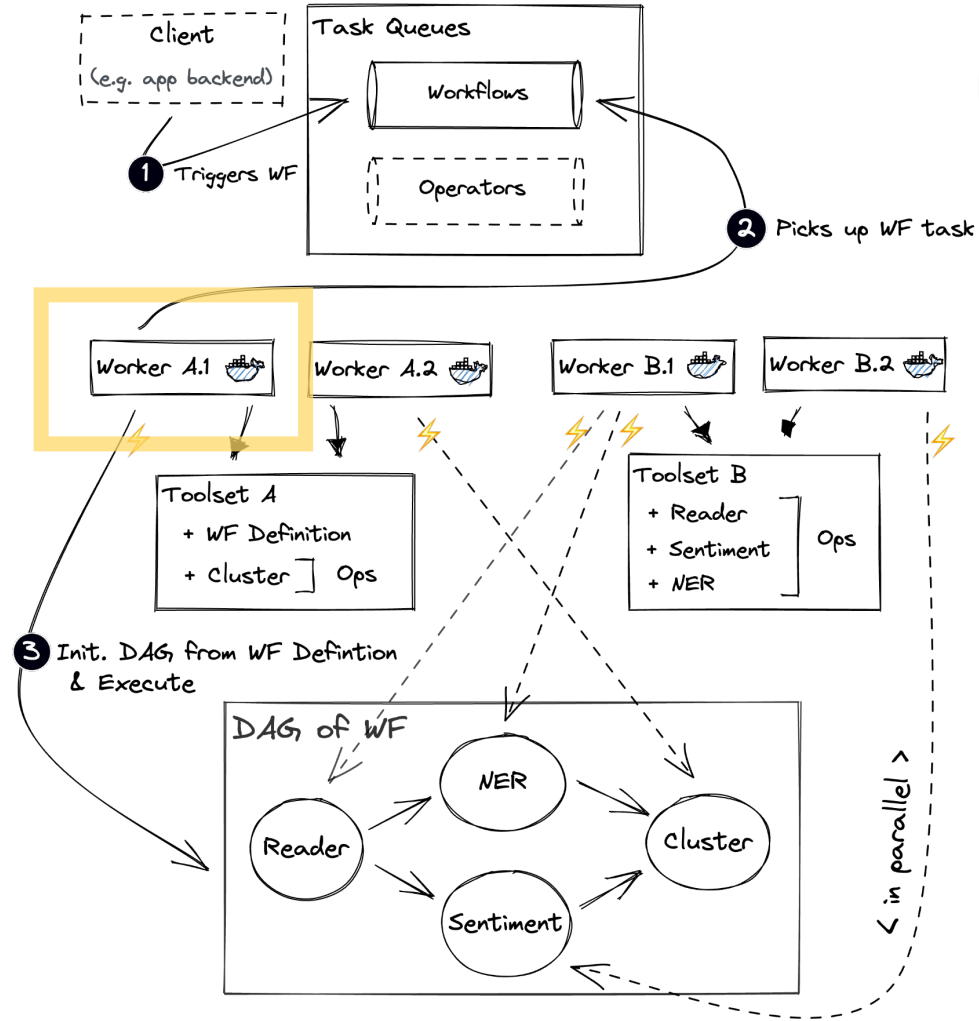 Client
(e.g. app backend)
Task Queues
Workflows
Operators
1 Triggers WF
2 Picks up WF task
Worker A.1
Worker A.2
Worker B.1
Worker B.2
Toolset A
+ WF Definition
+ Cluster
Ops
Toolset B
+ Reader
+ Sentiment
+ NER
Ops
3 Init. DAG from WF Defintion
& Execute
DAG of WF
NER
Reader
Cluster
Sentiment
< in parallel >